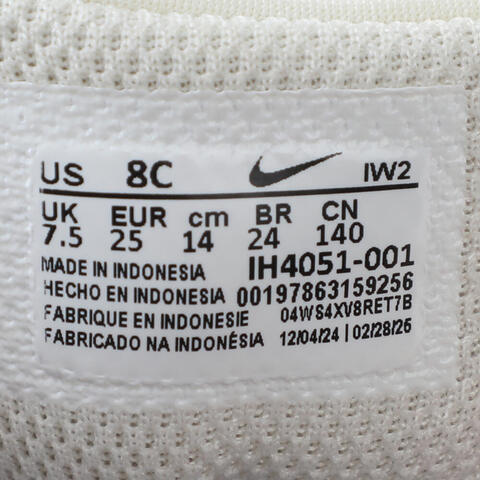 US 8C IW2
UK EUR cm BR CN
7.5 25 14 24 140
MADE IN INDONESIA IH4051-001
HECHO EN INDONESIA 00197863159256
FABRIQUE EN INDONESIE 04WS4XV8RET7B
FABRICADO NA INDONÉSIA 12/04/24 | 02/28/25